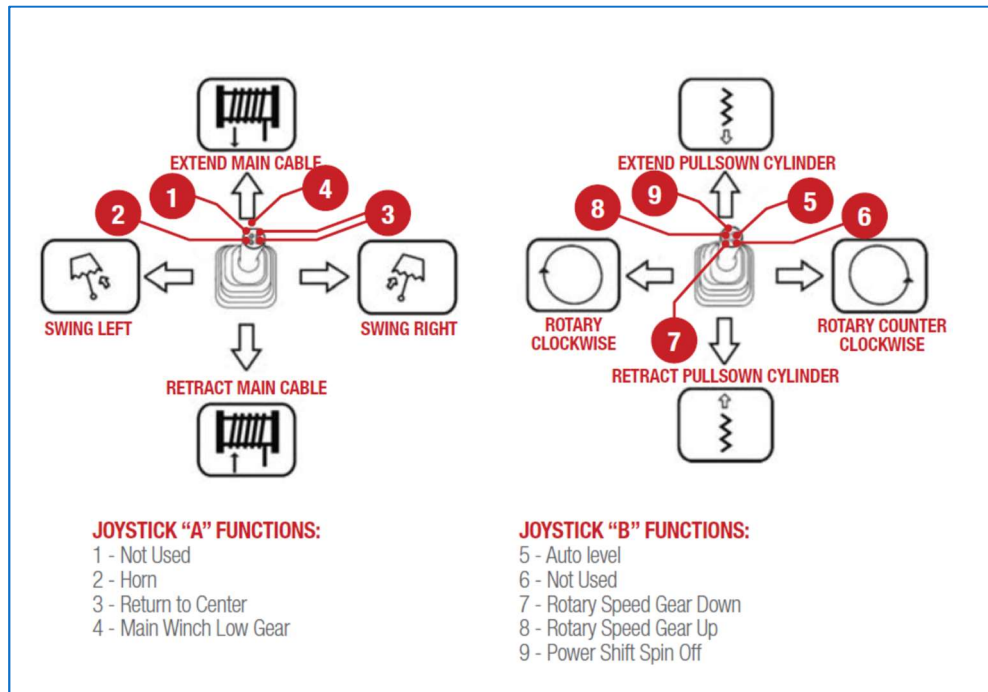 EXTEND MAIN CABLE
1
4
2
3
SWING LEFT
SWING RIGHT
RETRACT MAIN CABLE
JOYSTICK “A” FUNCTIONS:
1 - Not Used
2 - Horn
3 - Return to Center
4 - Main Winch Low Gear
EXTEND PULLSOWN CYLINDER
9
5
8
6
ROTARY
CLOCKWISE
7
ROTARY COUNTER
CLOCKWISE
RETRACT PULLSOWN CYLINDER
JOYSTICK “B” FUNCTIONS:
5 - Auto level
6 - Not Used
7 - Rotary Speed Gear Down
8 - Rotary Speed Gear Up
9 - Power Shift Spin Off